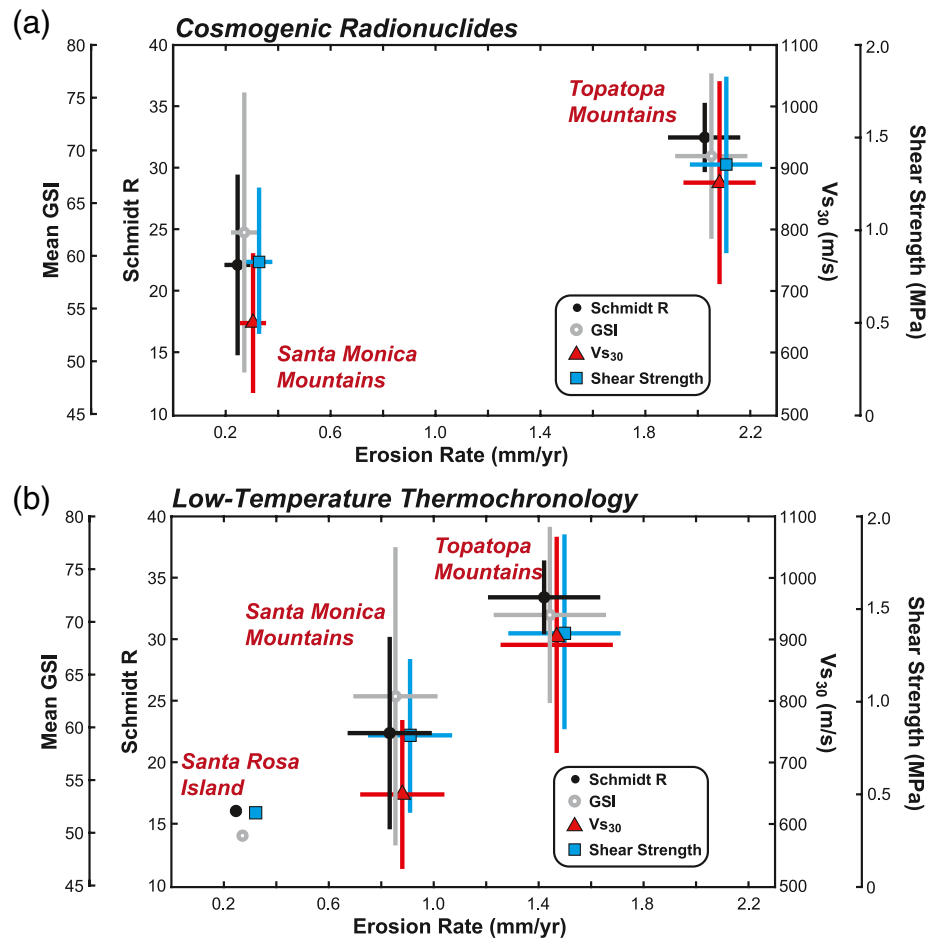 (a)
Cosmogenic Radionuclides
80
75
70
65
60
55
50
45
Mean GSI
40
35
30
25
20
15
10
Schmidt R
Topatopa
Mountains
Santa Monica
Mountains
Schmidt R
GSI
Vs30
Shear Strength
1100
1000
900
800
700
600
500
Vs30 (m/s)
2.0
1.5
1.0
0.5
0
Shear Strength (MPa)
0.2 0.6 1.0 1.4 1.8 2.2
Erosion Rate (mm/yr)
(b)
Low-Temperature Thermochronology
80
75
70
65
60
55
50
45
Mean GSI
40
35
30
25
20
15
10
Schmidt R
Topatopa
Mountains
Santa Monica
Mountains
Santa Rosa
Island
Schmidt R
GSI
Vs30
Shear Strength
1100
1000
900
800
700
600
500
Vs30 (m/s)
2.0
1.5
1.0
0.5
0
Shear Strength (MPa)
0.2 0.6 1.0 1.4 1.8 2.2
Erosion Rate (mm/yr)